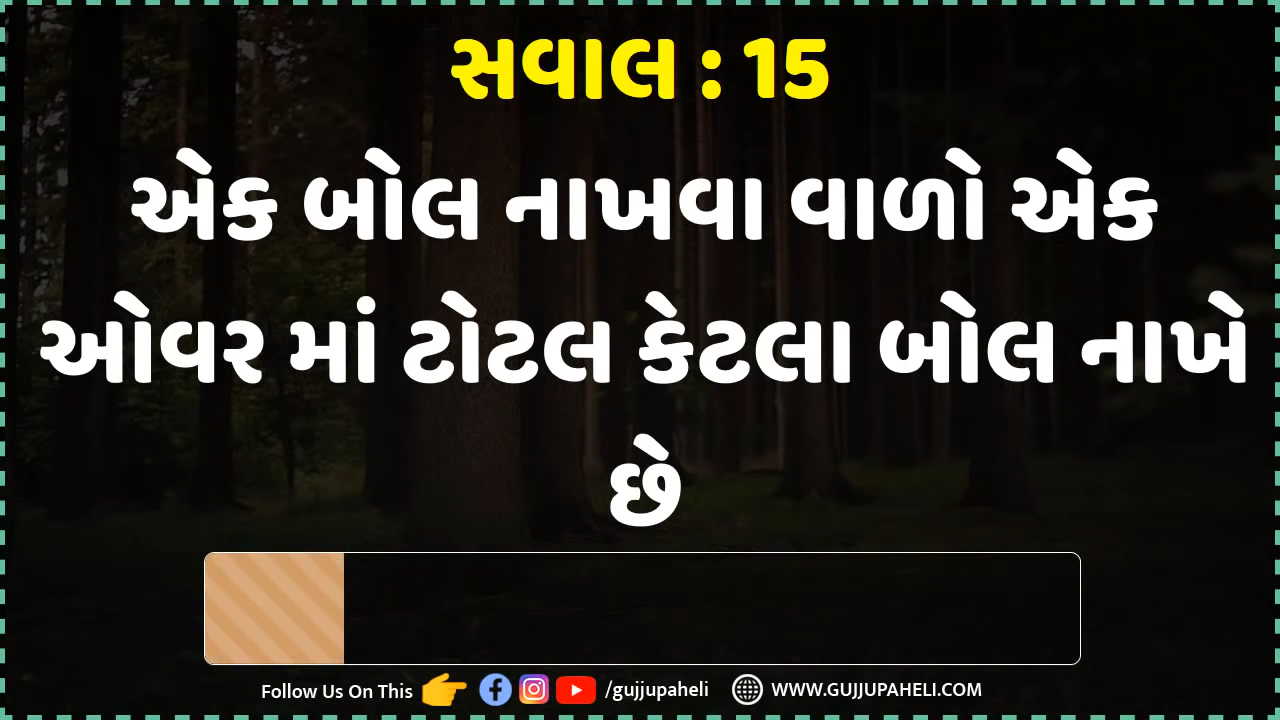 સવાલ : 15
એક બોલ નાખવા વાળો એક
ઓવર માં ટોટલ કેટલા બોલ નાખે
છે
Follow Us On This /gujjupaheli WWW.GUJJUPAHELI.COM